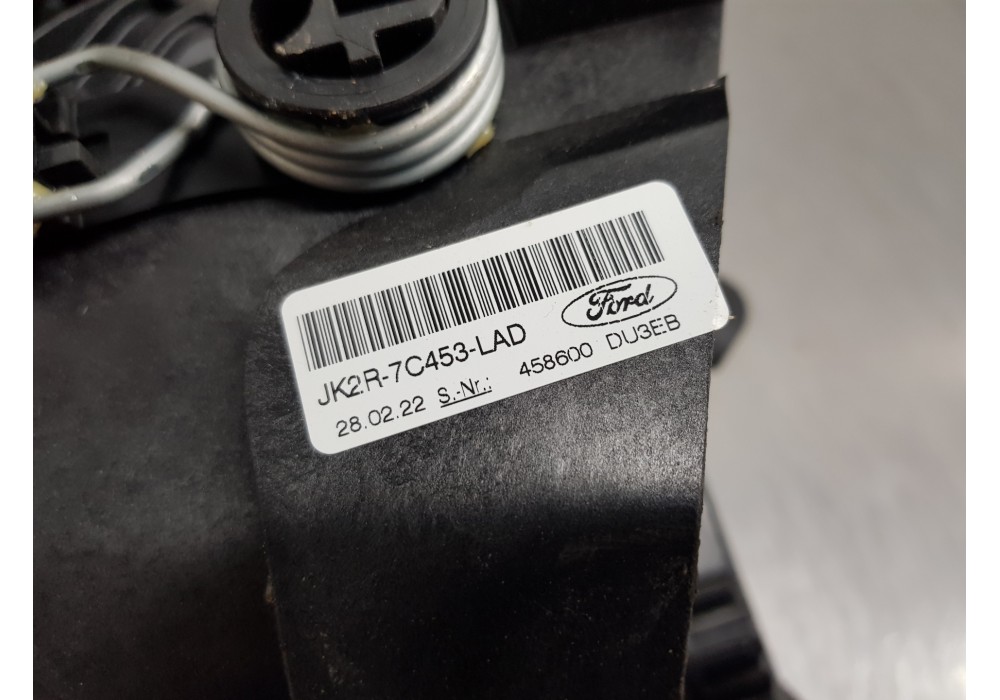 Ford
JK2R-7C453-LAD
28.02.22 S.-Nr.: 458600 DU3EB